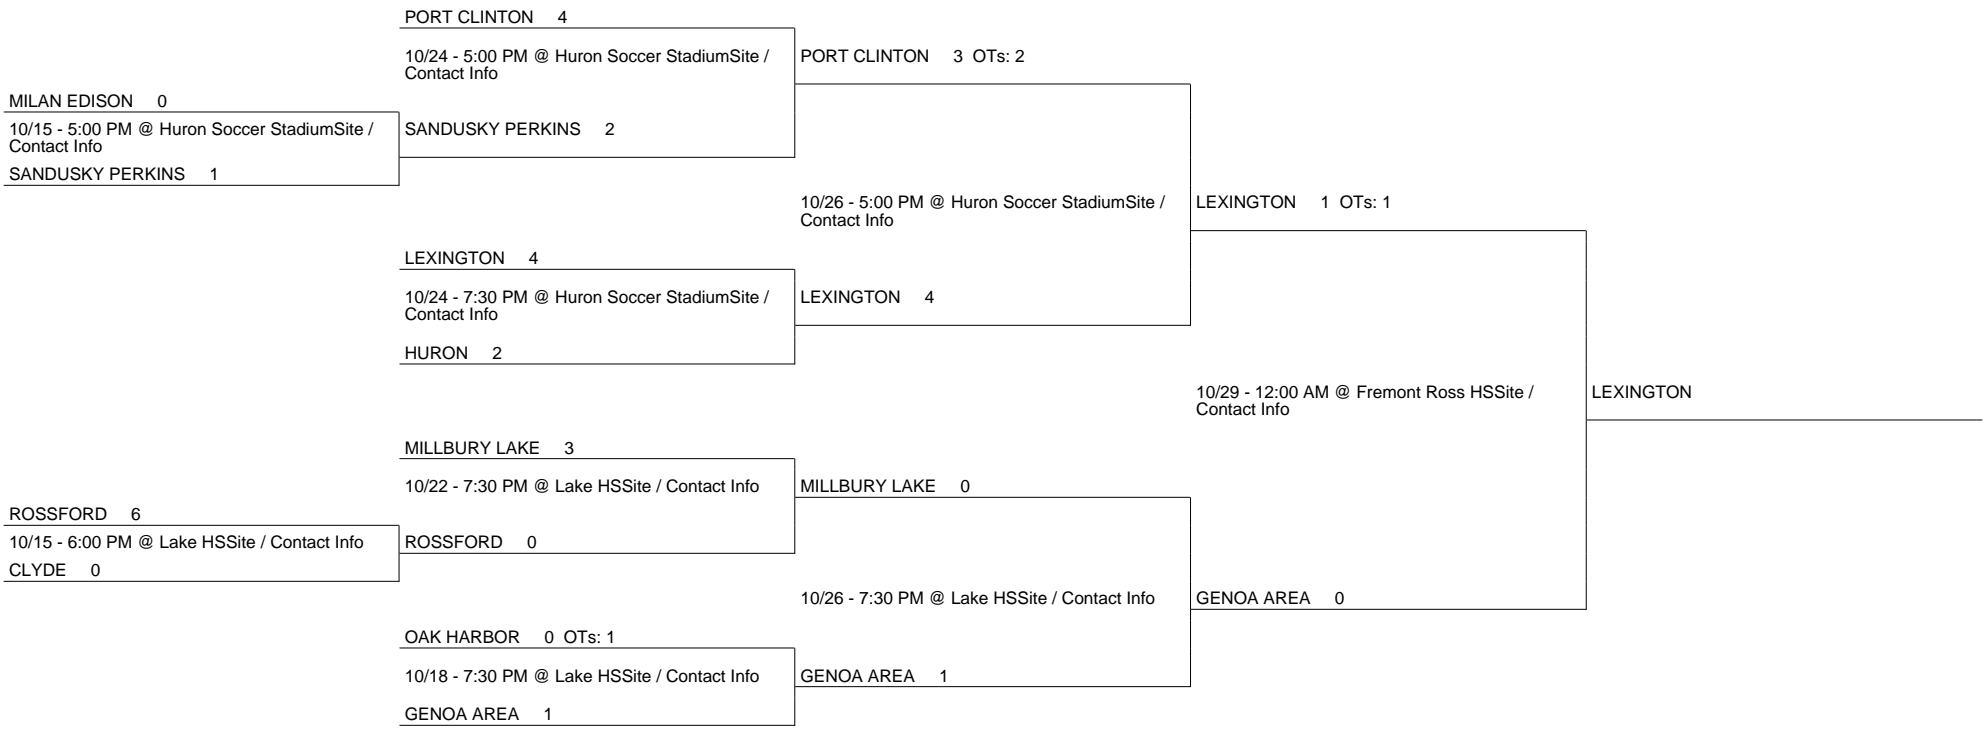 PORT CLINTON 4
10/24 - 5:00 PM @ Huron Soccer StadiumSite /
Contact Info
PORT CLINTON 3 OTs: 2
MILAN EDISON 0
10/15 - 5:00 PM @ Huron Soccer StadiumSite /
Contact Info
SANDUSKY PERKINS 2
SANDUSKY PERKINS 1
10/26 - 5:00 PM @ Huron Soccer StadiumSite /
Contact Info
LEXINGTON 1 OTs: 1
LEXINGTON 4
10/24 - 7:30 PM @ Huron Soccer StadiumSite /
Contact Info
LEXINGTON 4
HURON 2
10/29 - 12:00 AM @ Fremont Ross HSSite /
Contact Info
LEXINGTON
MILLBURY LAKE 3
10/22 - 7:30 PM @ Lake HSSite / Contact Info
MILLBURY LAKE 0
ROSSFORD 6
10/15 - 6:00 PM @ Lake HSSite / Contact Info
ROSSFORD 0
CLYDE 0
10/26 - 7:30 PM @ Lake HSSite / Contact Info
GENOA AREA 0
OAK HARBOR 0 OTs: 1
10/18 - 7:30 PM @ Lake HSSite / Contact Info
GENOA AREA 1
GENOA AREA 1